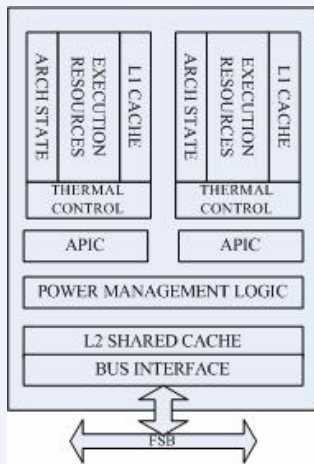 ARCH STATE
EXECUTION
RESOURCES
L1 CACHE
THERMAL
CONTROL
ARCH STATE
EXECUTION
RESOURCES
L1 CACHE
THERMAL
CONTROL
APIC
APIC
POWER MANAGEMENT LOGIC
L2 SHARED CACHE
BUS INTERFACE
FSB